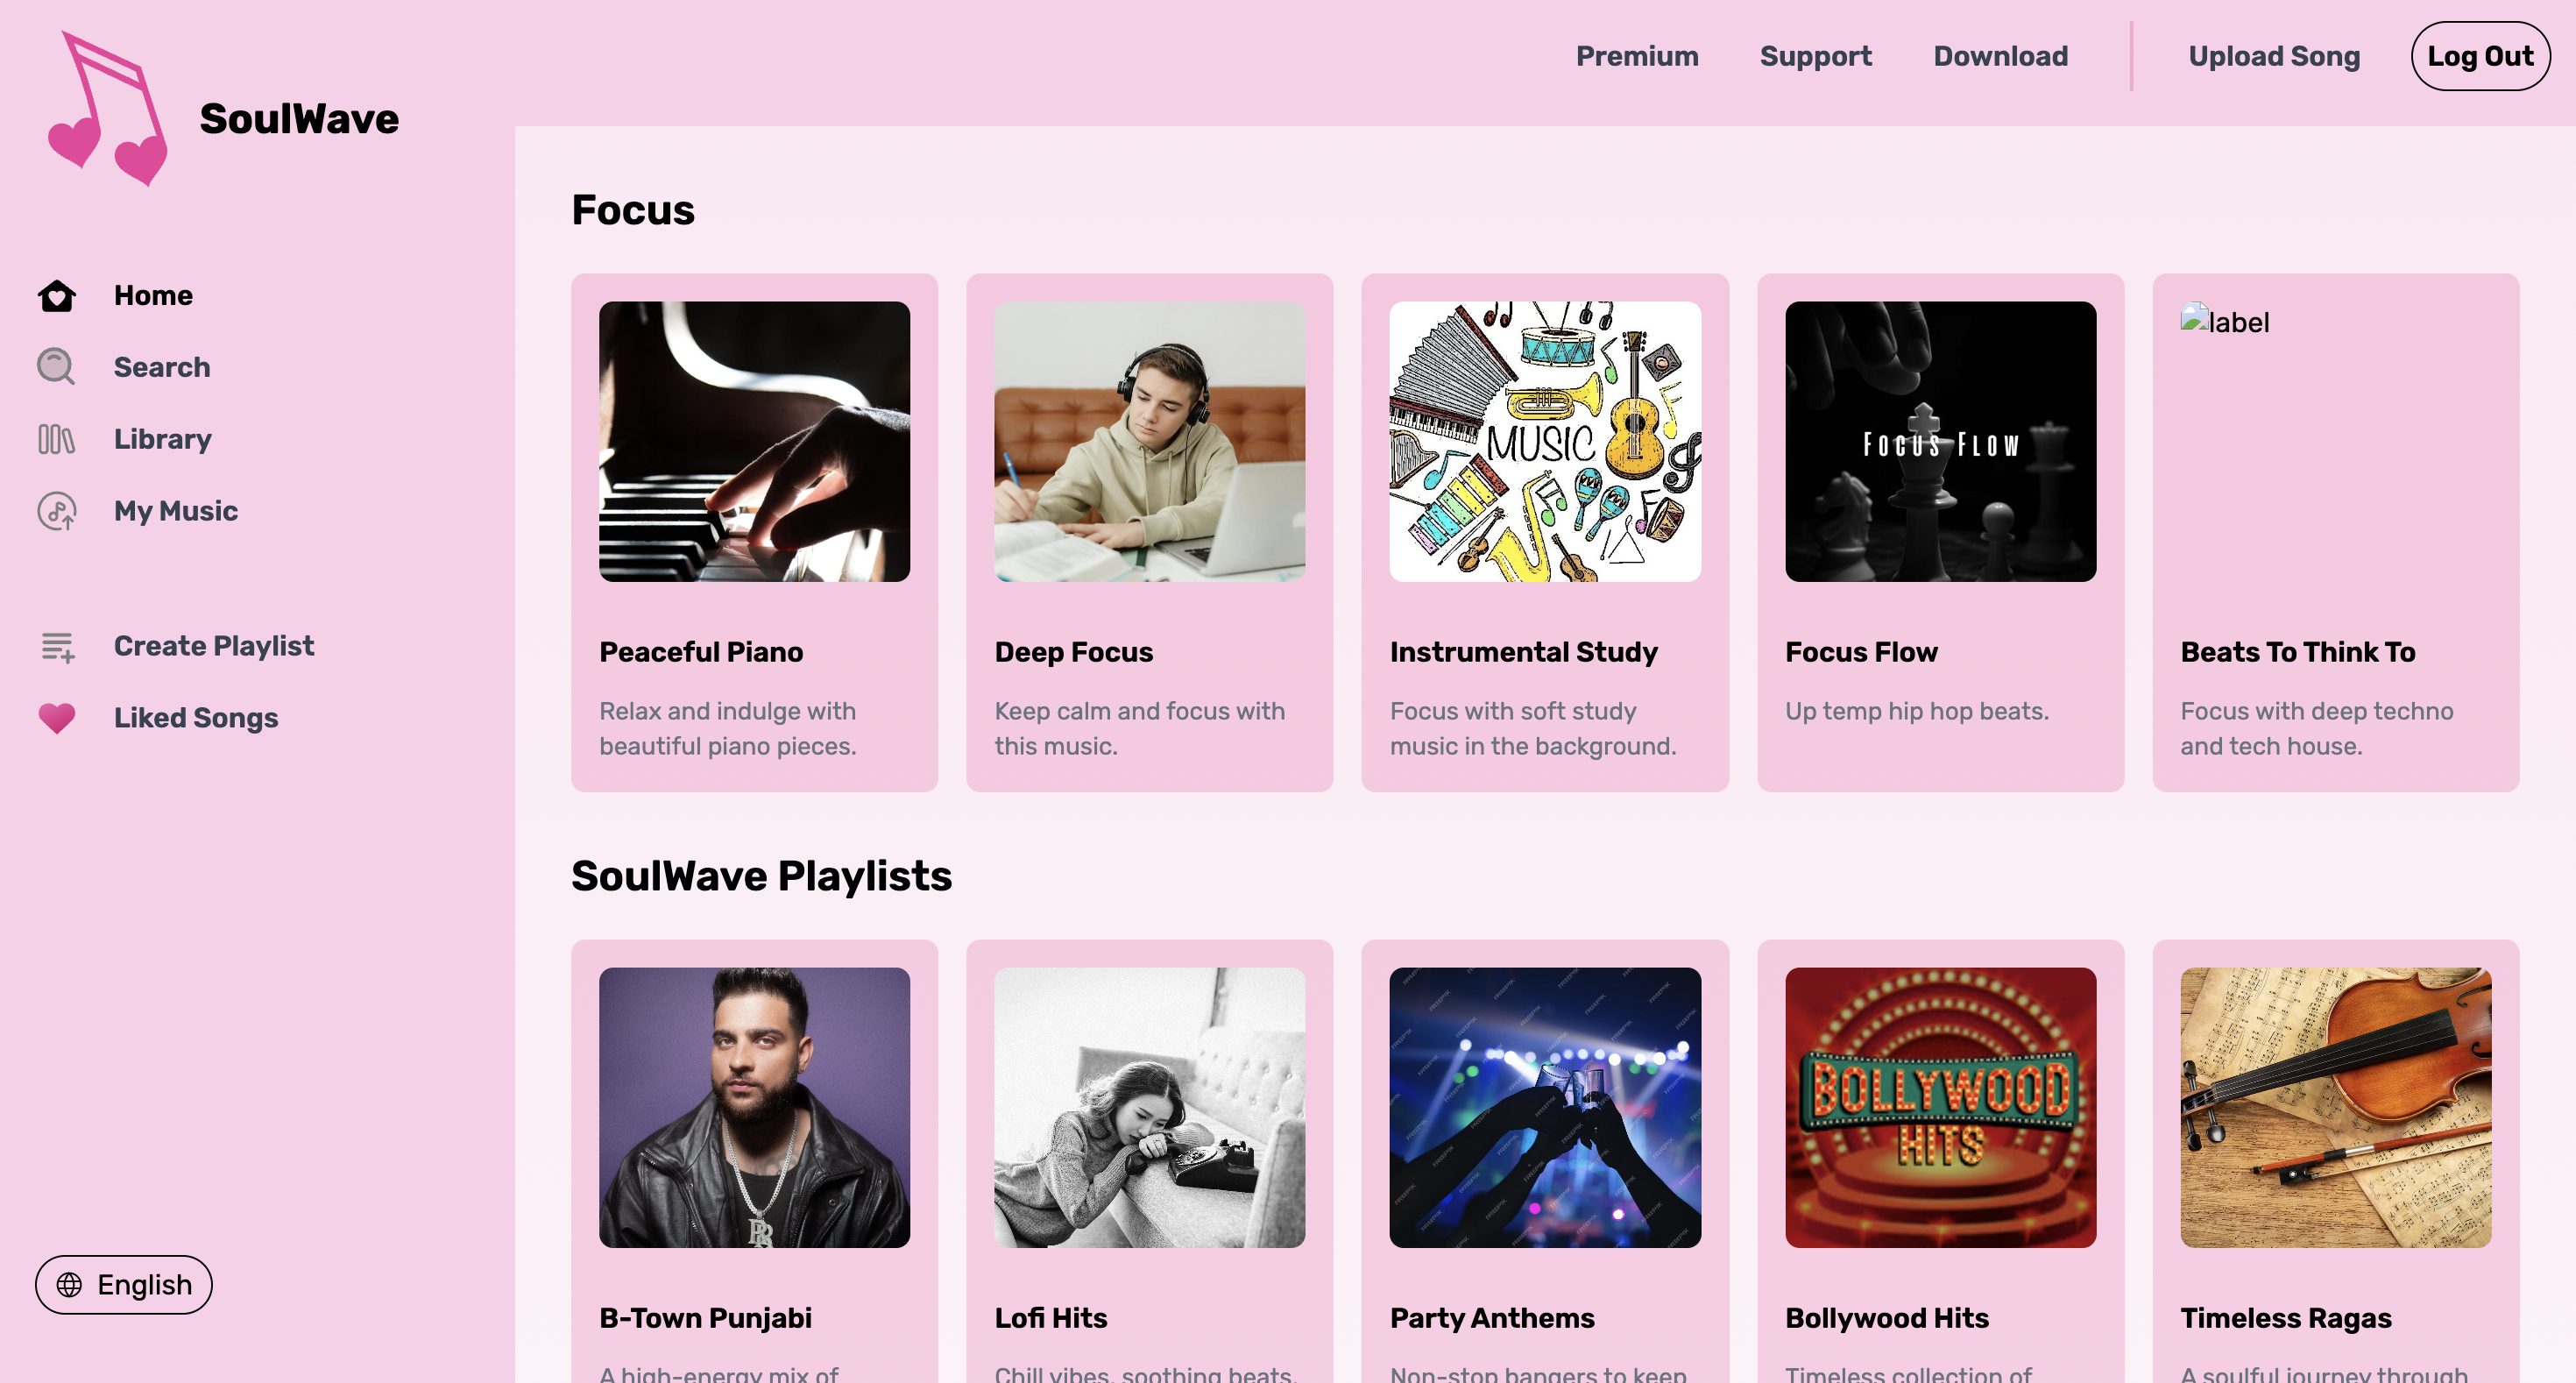 SoulWave
Premium
Support
Download
Upload Song
Log Out
Home
Search
Library
My Music
Create Playlist
Liked Songs
English
Focus
MUSIC
FOCUS FLOW
label
Peaceful Piano
Relax and indulge with
beautiful piano pieces.
Deep Focus
Keep calm and focus with
this music.
Instrumental Study
Focus with soft study
music in the background.
Focus Flow
Up temp hip hop beats.
Beats To Think To
Focus with deep techno
and tech house.
SoulWave Playlists
BOLLYWOOD
HITS
B-Town Punjabi
A high-energy mix of
Lofi Hits
Chill vibes, soothing beats,
Party Anthems
Non-stop bangers to keep
Bollywood Hits
Timeless collection of
Timeless Ragas
A soulful journey through